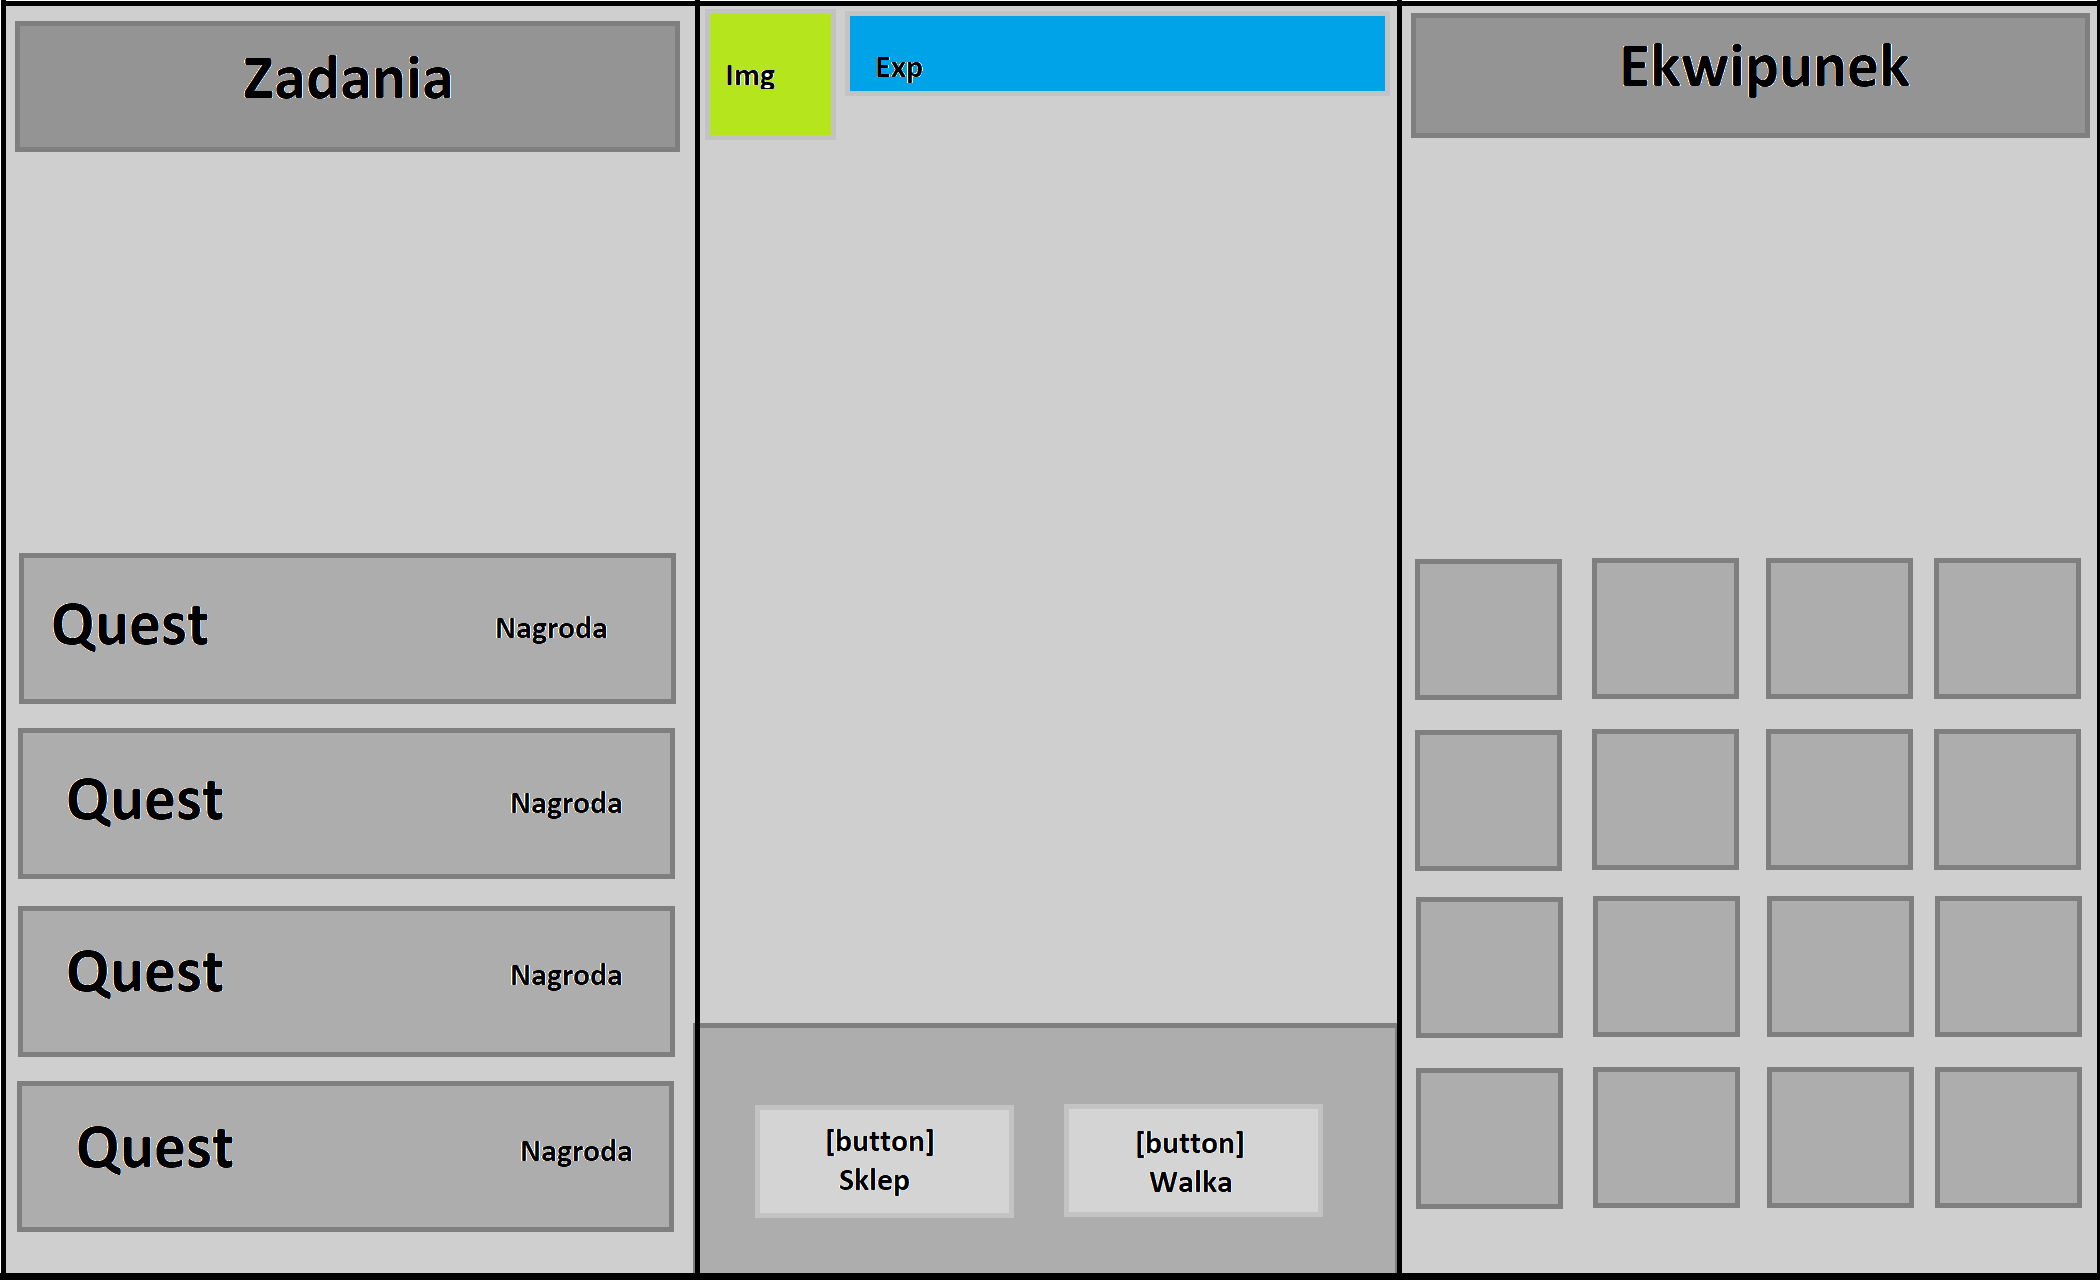 Zadania
Quest
Nagroda
Quest
Nagroda
Quest
Nagroda
Quest
Nagroda
Img
Exp
[button]
Sklep
[button]
Walka
Ekwipunek